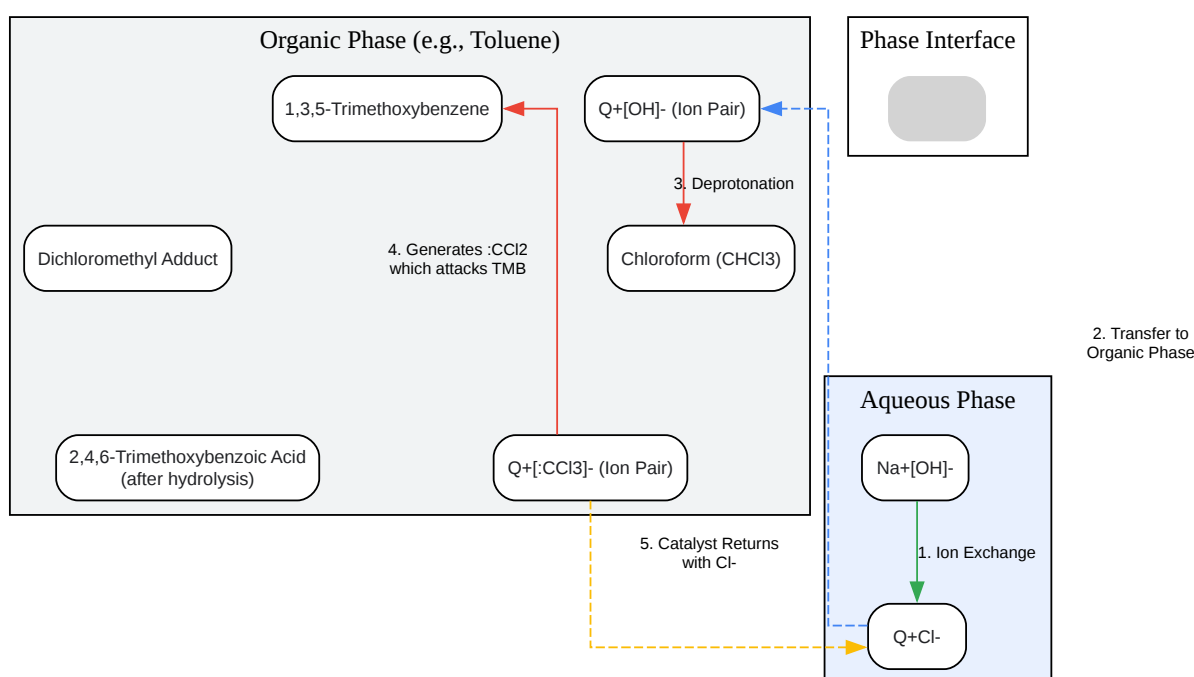 Organic Phase (e.g., Toluene)
Phase Interface
1,3,5-Trimethoxybenzene
Q+[OH]- (Ion Pair)
3. Deprotonation
Dichloromethyl Adduct
4. Generates :CCl2
which attacks TMB
Chloroform (CHCl3)
2. Transfer to
Organic Phase
Aqueous Phase
2,4,6-Trimethoxybenzoic Acid
(after hydrolysis)
Q+[:CCl3]- (Ion Pair)
Na+[OH]-
5. Catalyst Returns
with Cl-
1. Ion Exchange
Q+Cl-